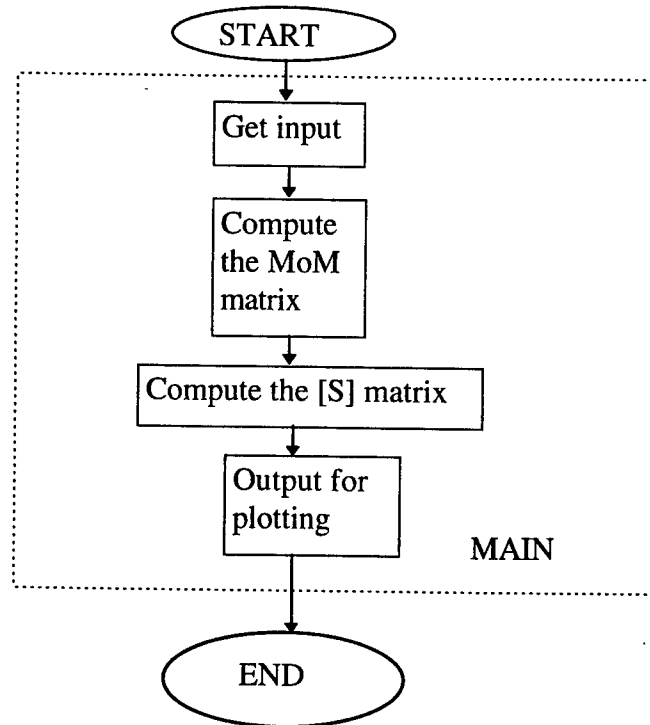 START
Get input
Compute
the MoM
matrix
Compute the [S] matrix
Output for
plotting
MAIN
END